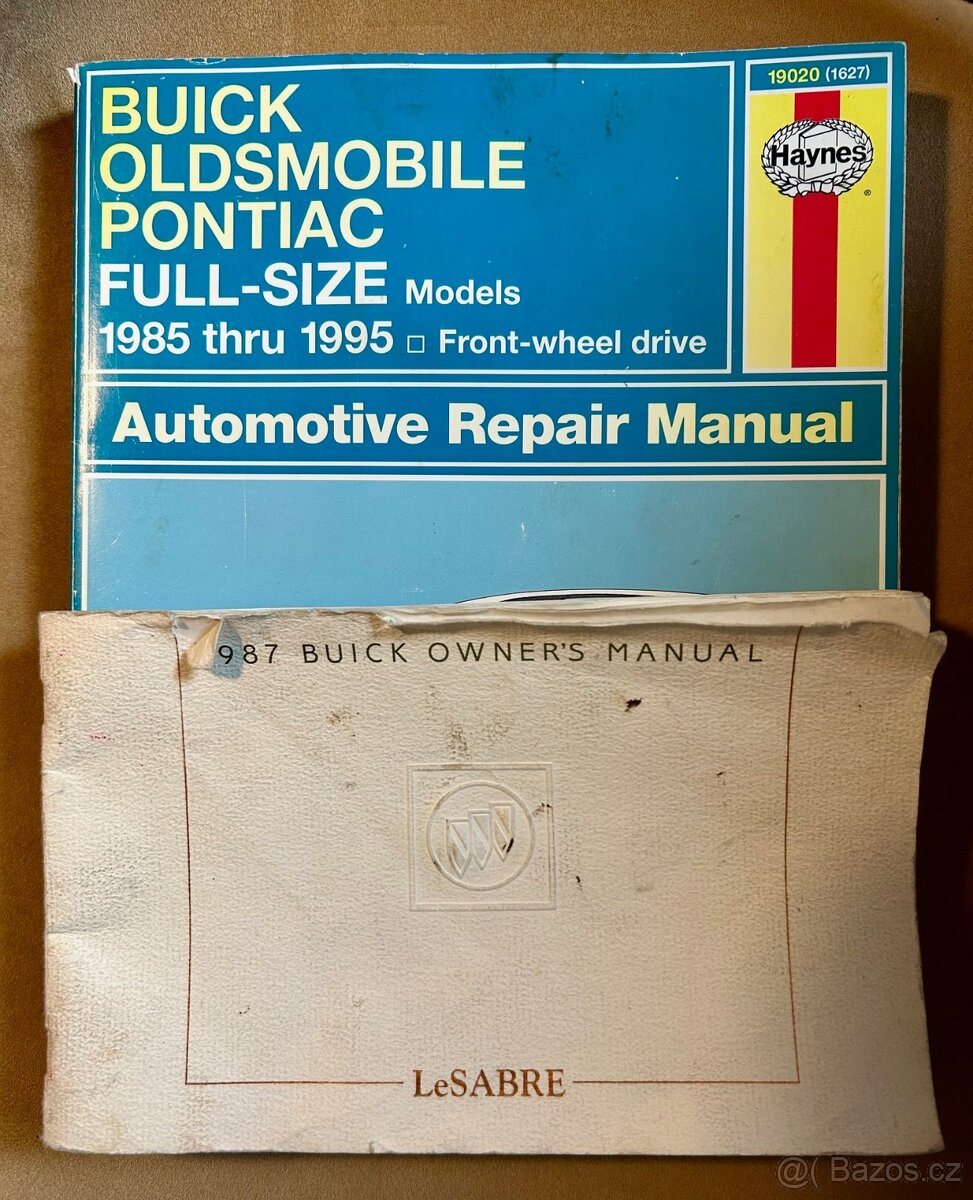 BUICK
OLDSMOBILE
PONTIAC
FULL-SIZE Models
1985 thru 1995 □ Front-wheel drive
19020 (1627)
Haynes
®
Automotive Repair Manual
987 BUICK OWNER'S MANUAL
LeSABRE
@( Bazos.cz